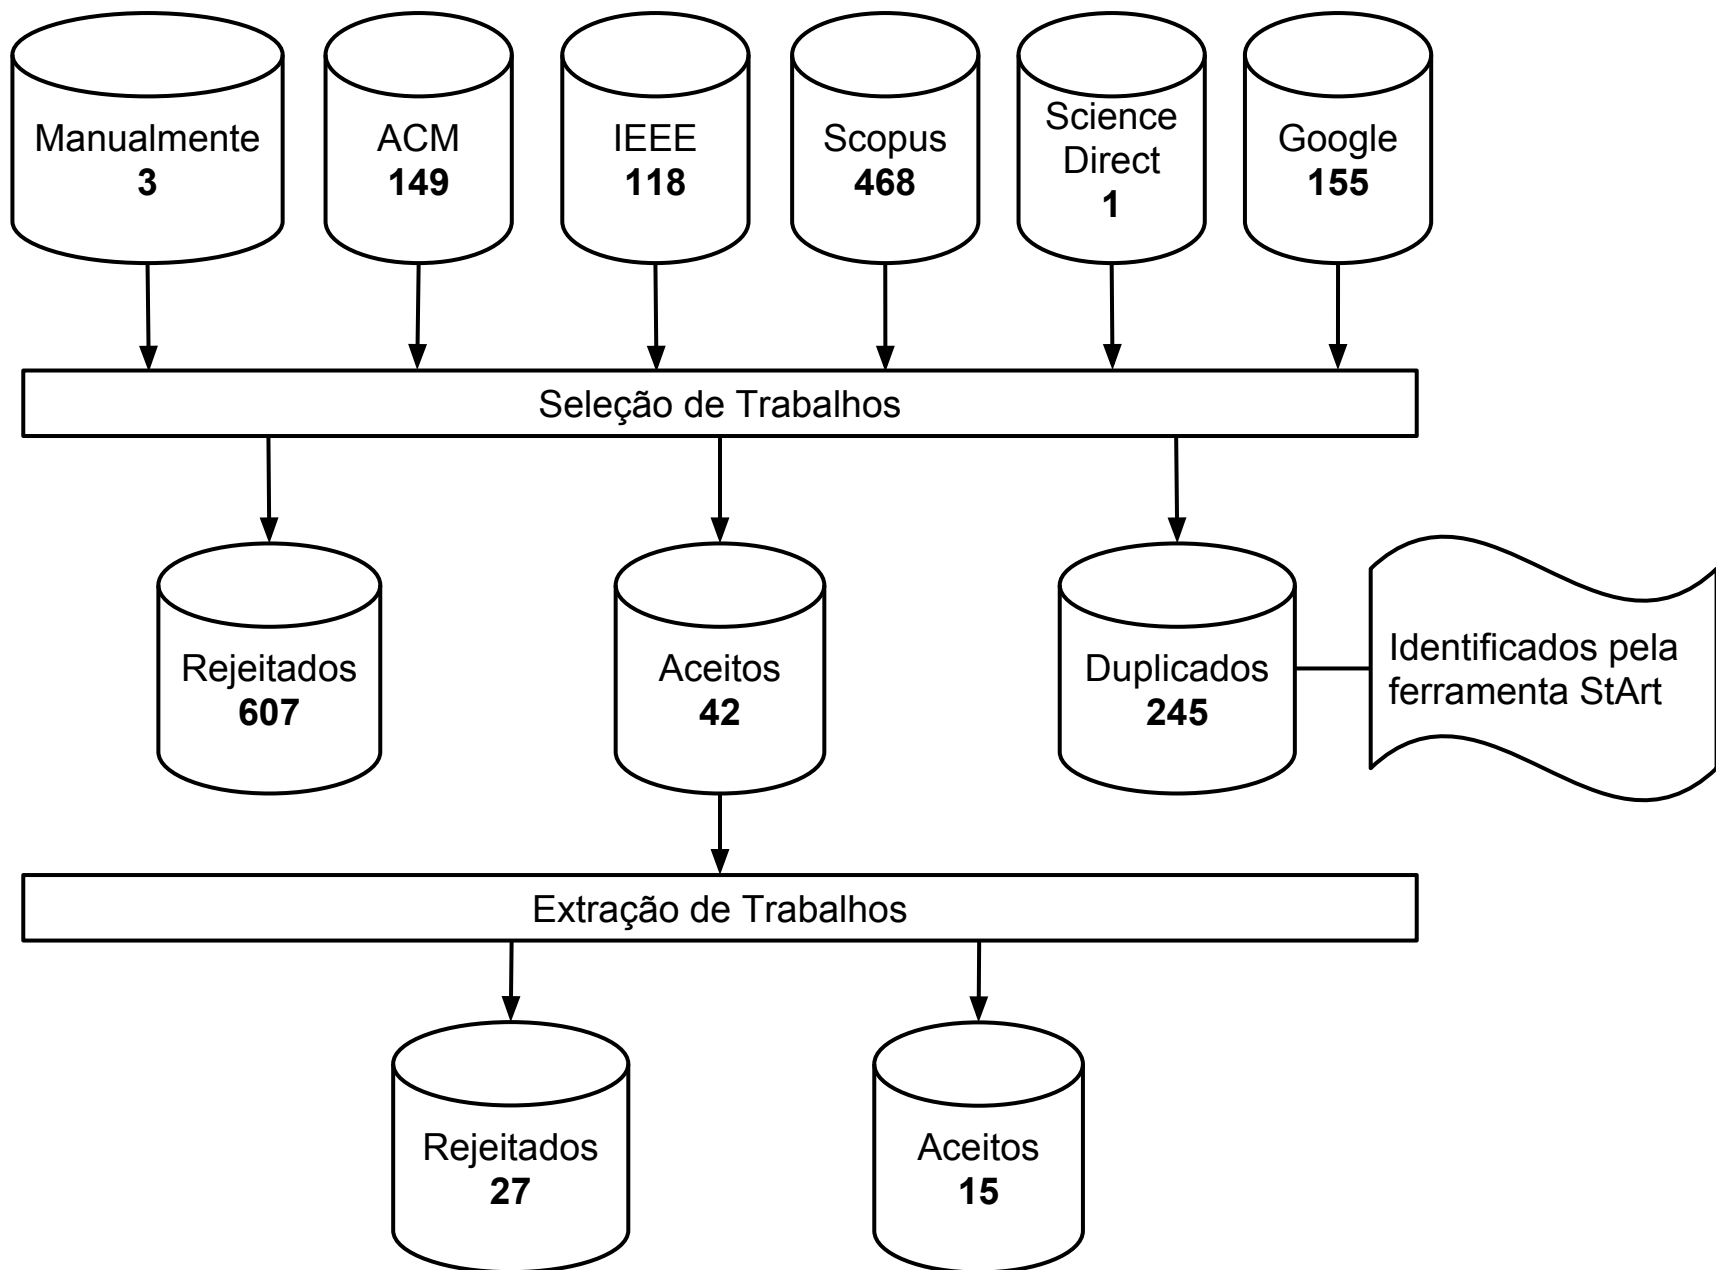 Manualmente
3
ACM
149
IEEE
118
Scopus
468
Science
Direct
1
Google
155
Seleção de Trabalhos
Rejeitados
607
Aceitos
42
Duplicados
245
Identificados pela
ferramenta StArt
Extração de Trabalhos
Rejeitados
27
Aceitos
15